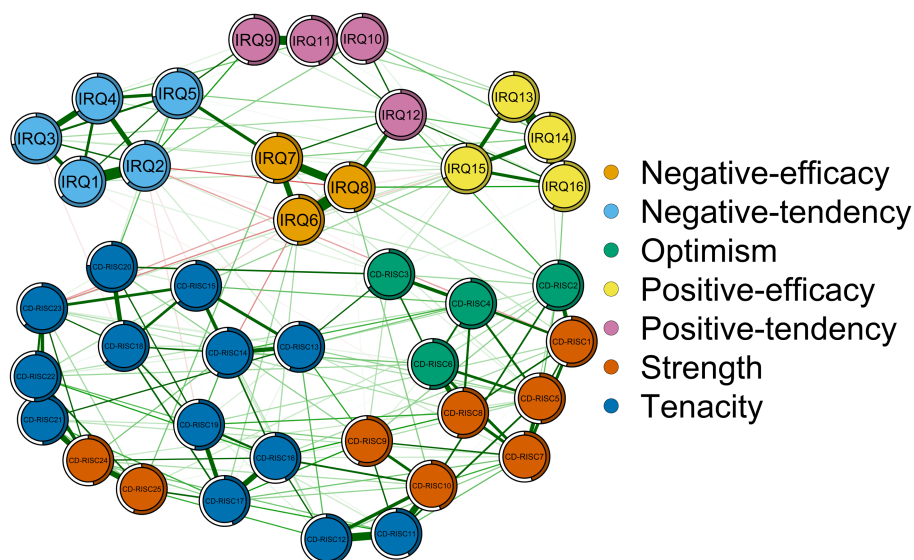 IRQ9
IRQ11
IRQ10
IRQ4
IRQ5
IRQ13
IRQ12
IRQ3
IRQ14
IRQ7
IRQ2
IRQ15
IRQ1
IRQ8
IRQ16
IRQ6
CD-RISC20
CD-RISC3
CD-RISC15
CD-RISC2
CD-RISC4
CD-RISC23
CD-RISC1
CD-RISC18
CD-RISC14
CD-RISC13
CD-RISC6
CD-RISC22
CD-RISC5
CD-RISC8
CD-RISC21
CD-RISC19
CD-RISC9
CD-RISC7
CD-RISC24
CD-RISC16
CD-RISC25
CD-RISC10
CD-RISC17
CD-RISC12
CD-RISC11
Negative-efficacy
Negative-tendency
Optimism
Positive-efficacy
Positive-tendency
Strength
Tenacity